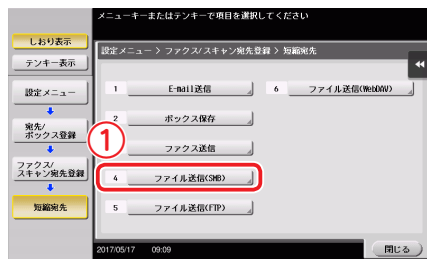 メニューキーまたはテンキーで項目を選択してください
しおり表示
テンキー表示
設定メニュー
宛先/
ボックス登録
ファクス/
スキャン宛先登録
短縮宛先
設定メニュー > ファクス/スキャン宛先登録 > 短縮宛先
1 E-mail送信
6 ファイル送信(WebDAV)
2 ボックス保存
ファクス送信
①
4 ファイル送信(SMB)
5 ファイル送信(FTP)
2017/05/17 09:09
閉じる